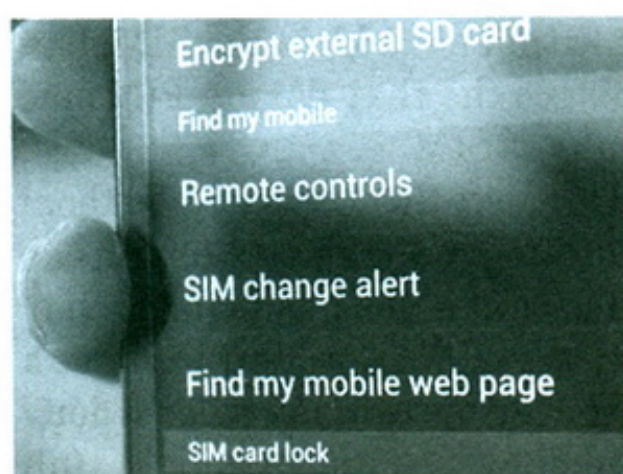 Encrypt external SD card
Find my mobile
Remote controls
SIM change alert
Find my mobile web page
SIM card lock